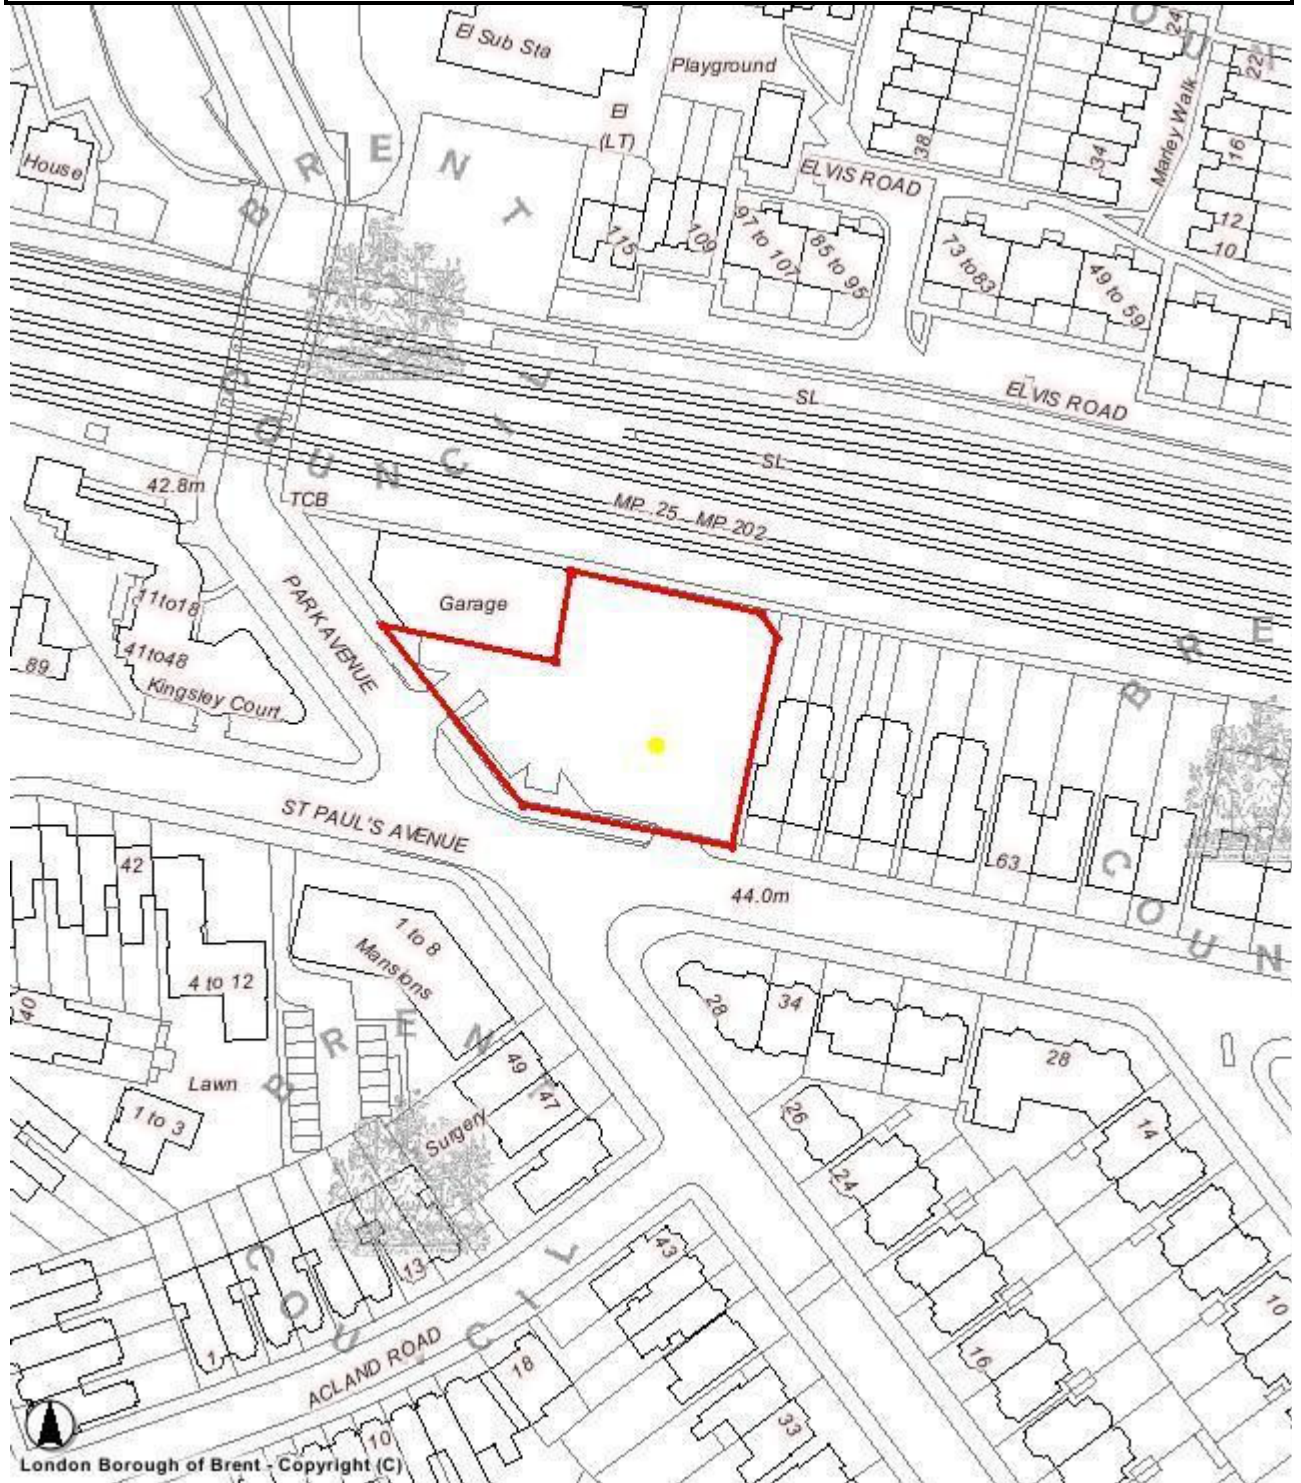 El Sub Sta
Playground
24
22
El
(LT)
House
38
34
Marley Walk
16
ELVIS ROAD
12
10
115
109
97 to 107
85 to 95
73 to83
49 to 59
BRENT
COUNCIL
SL
ELVIS ROAD
SL
42.8m
TCB
MP .25 - MP 202
Garage
11to18
PARK AVENUE
41to48
89
Kingsley Court
BRE
COUN
ST PAUL'S AVENUE
42
63
44.0m
1 to 8
Mansions
4 to 12
40
28
34
28
BRENT
COUNCIL
Lawn
49
47
1 to 3
Surgery
26
24
14
13
43
1
ACLAND ROAD
18
16
10
10
33
London Borough of Brent - Copyright (C)